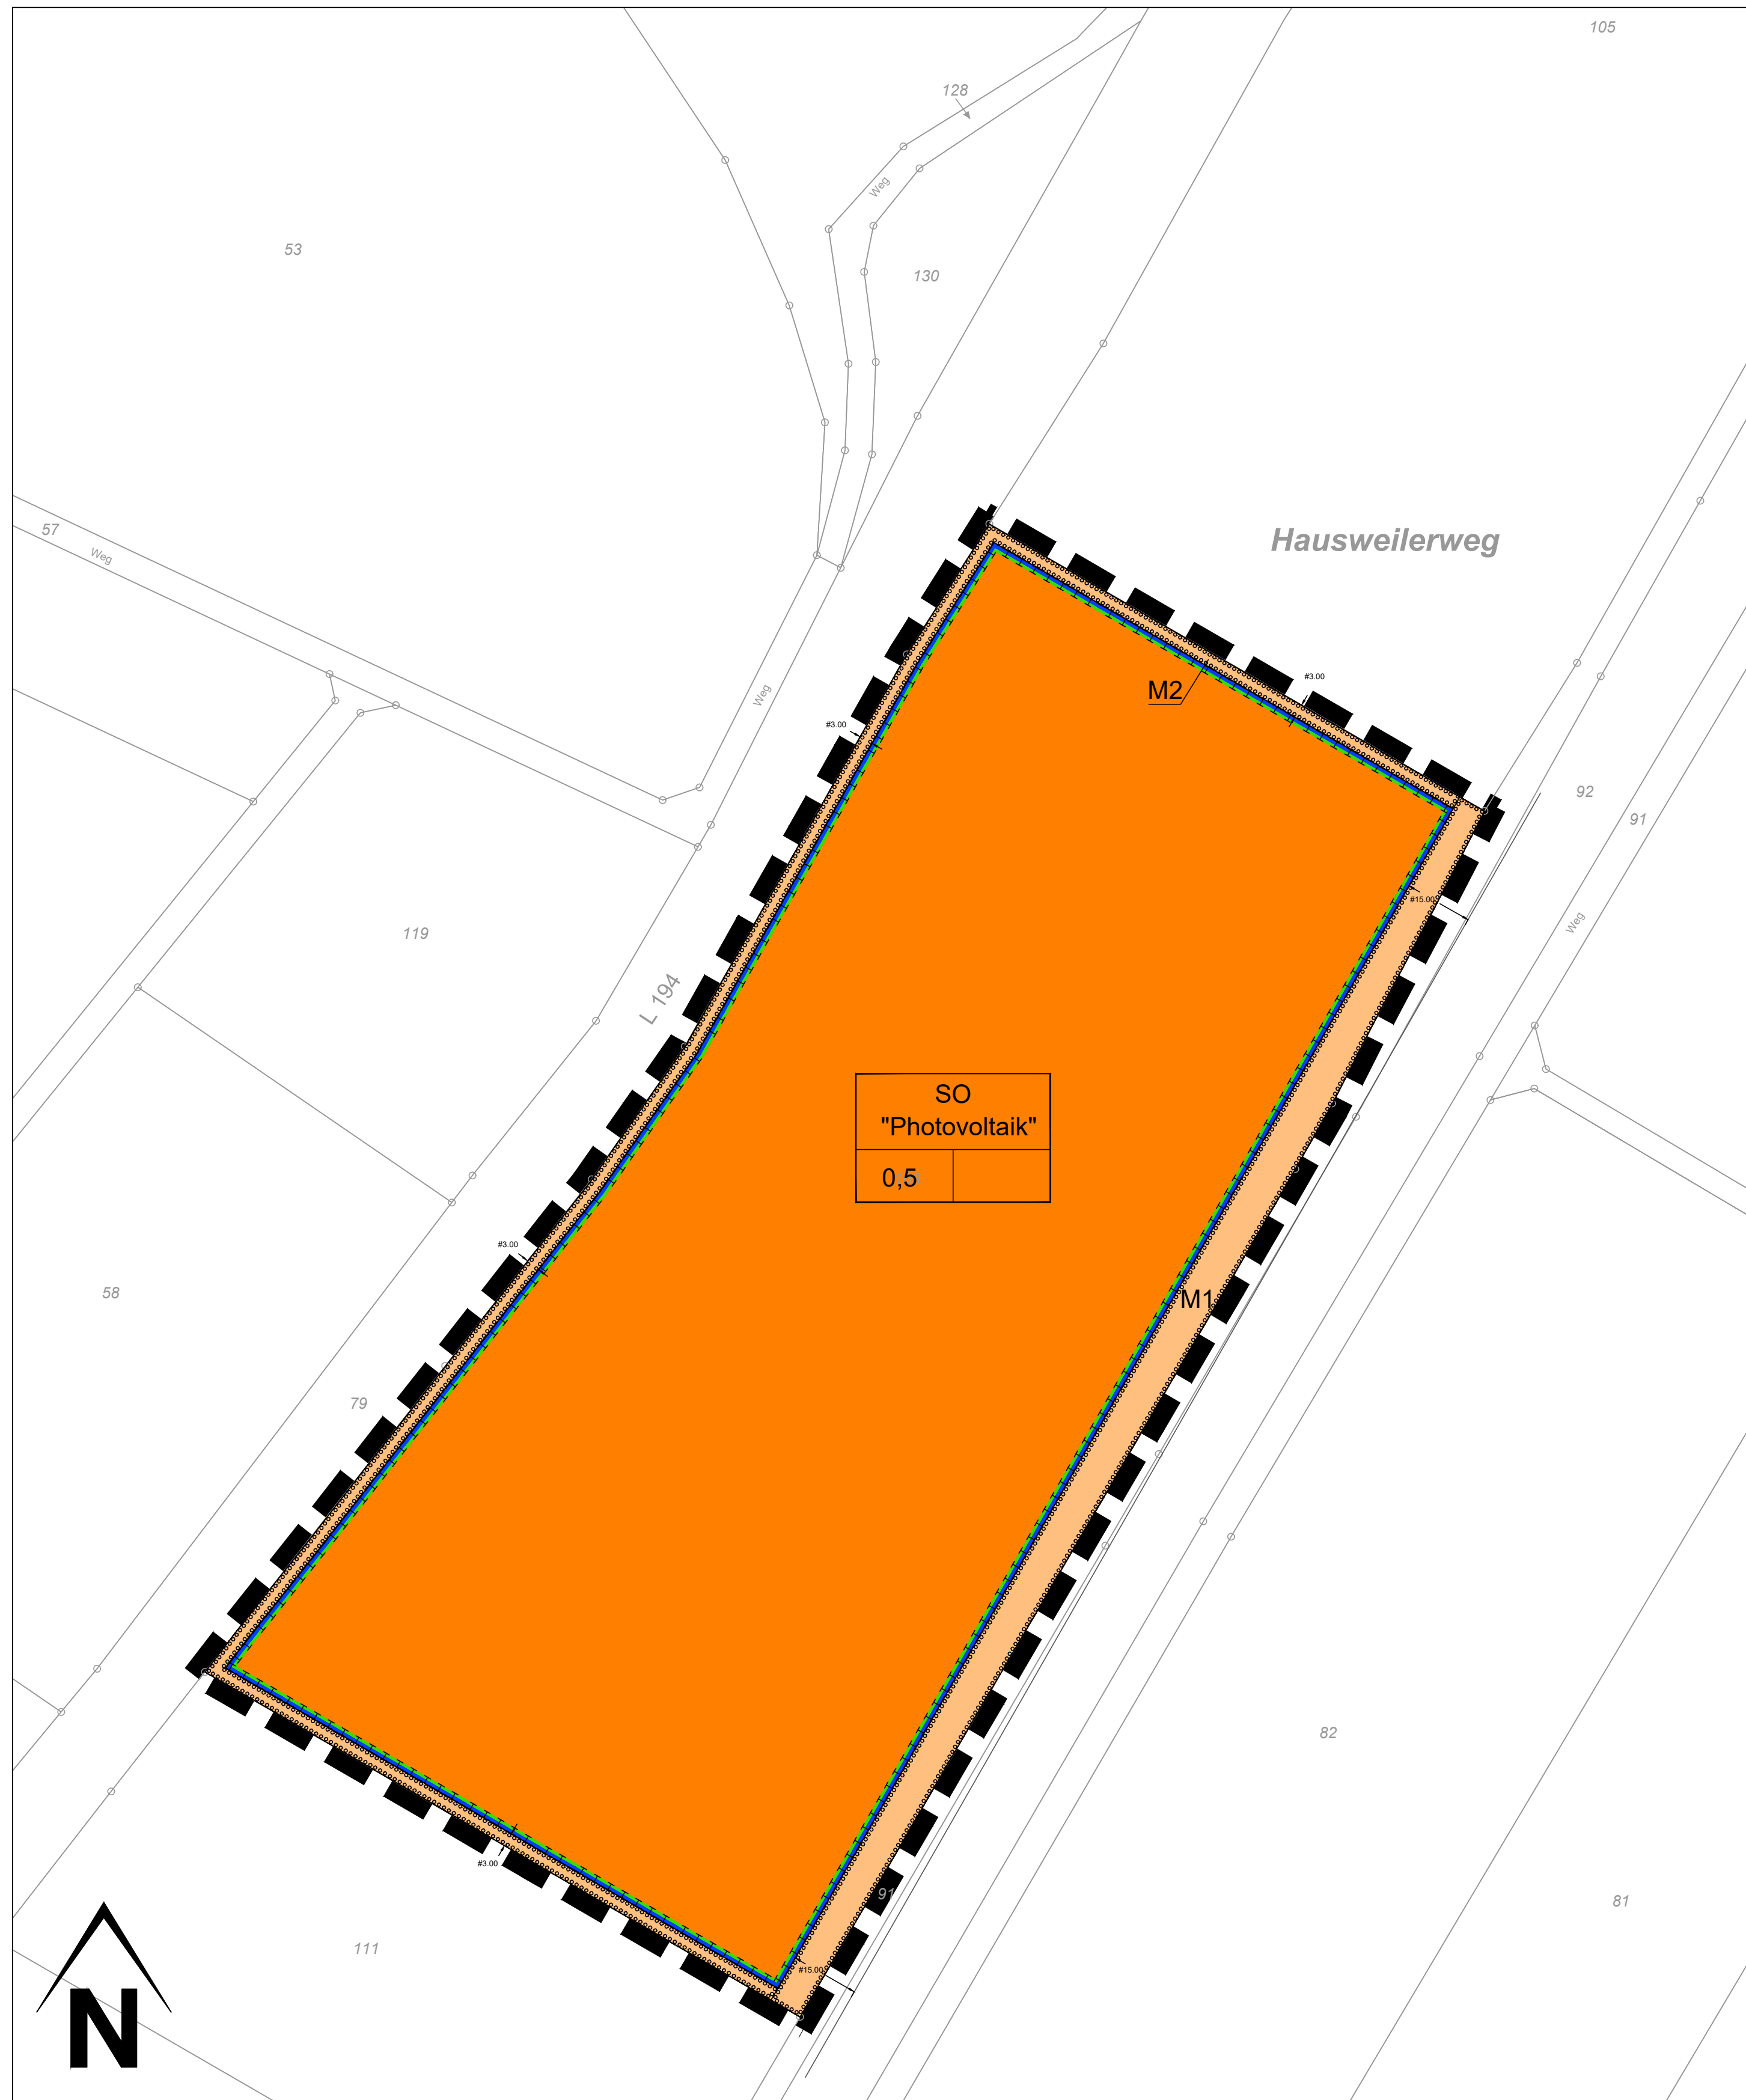 105
128
Weg
53
130
Hausweilerweg
57
Weg
#3.00
M2
Weg
#3.00
92
91
#15.00
Weg
119
L 194
SO
"Photovoltaik"
0,5
#3.00
58
M1
79
82
#3.00
91
81
111
#15.00
N